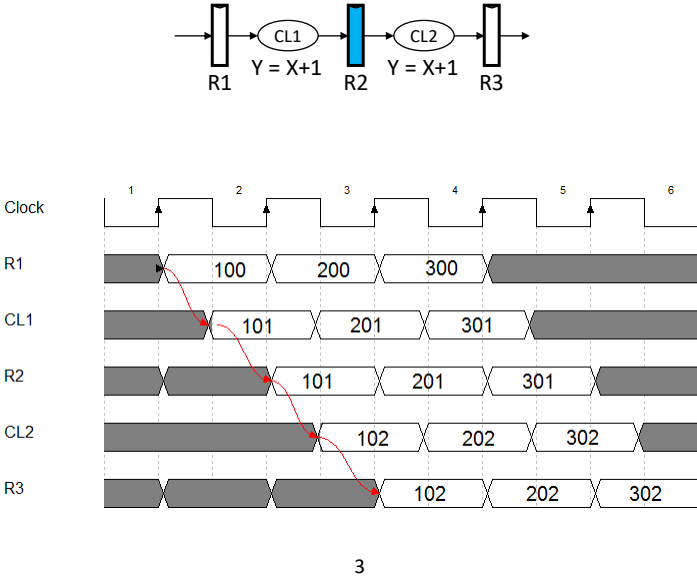 CL1 CL2
R1 Y = X+1 R2 Y = X+1 R3
1 2 3 4 5 6
Clock
R1 100 200 300
CL1 101 201 301
R2 101 201 301
CL2 102 202 302
R3 102 202 302
3